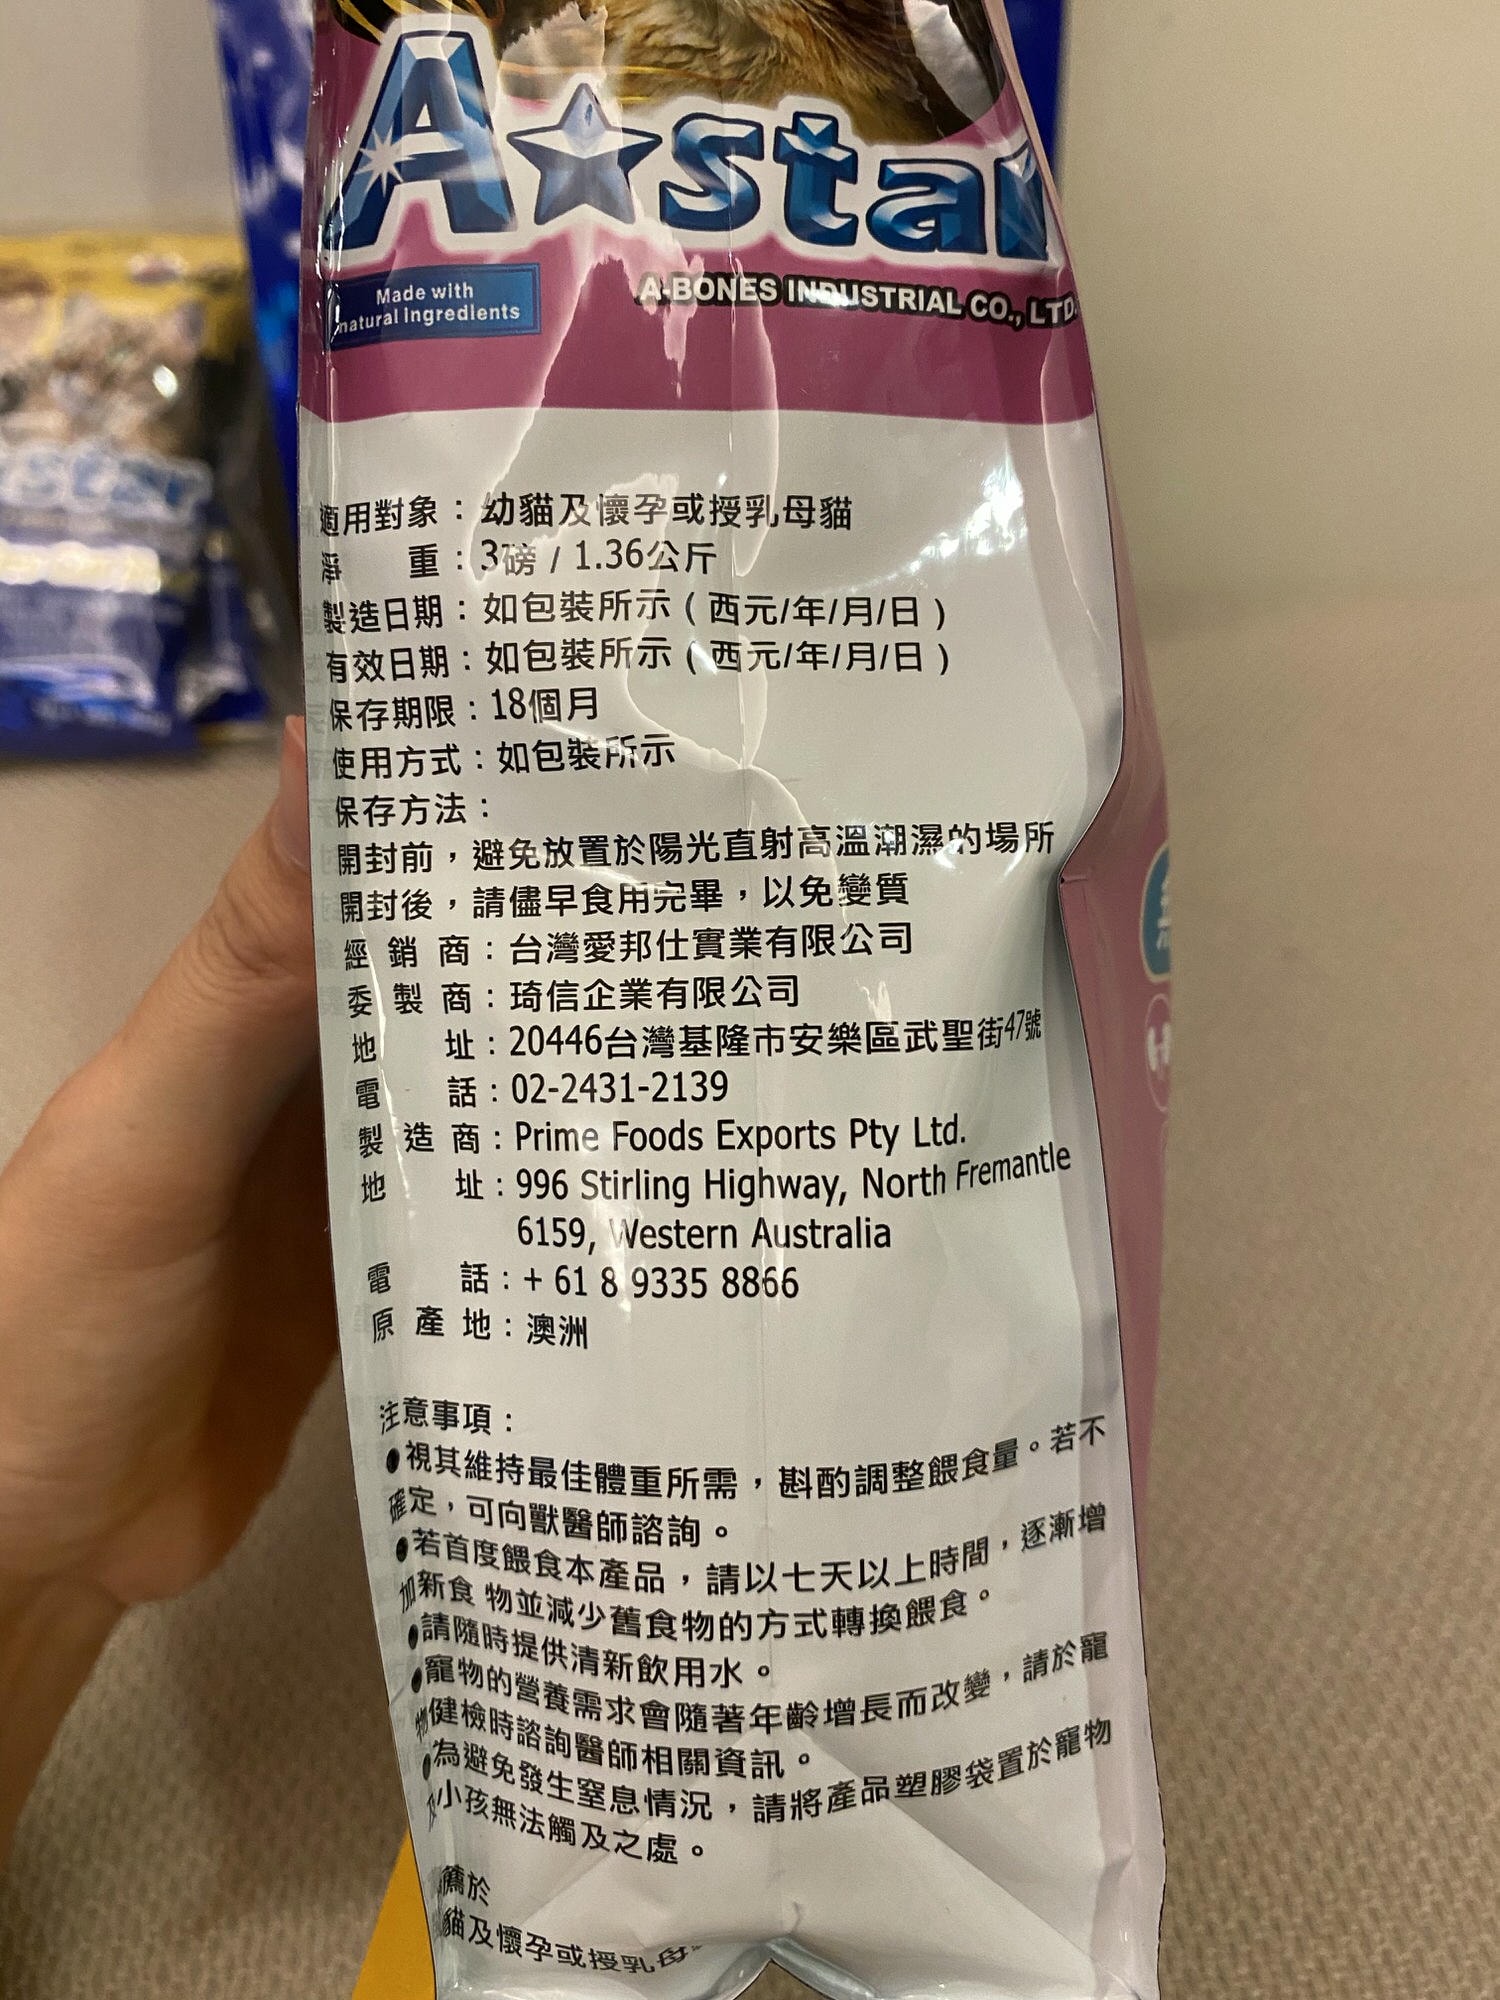 A★star
Made with
natural ingredients
A-BONES INDUSTRIAL CO., LTD.
適用對象：幼貓及懷孕或授乳母貓
淨重：3磅 / 1.36公斤
製造日期：如包裝所示（西元/年/月/日）
有效日期：如包裝所示（西元/年/月/日）
保存期限：18個月
使用方式：如包裝所示
保存方法：
開封前，避免放置於陽光直射高溫潮濕的場所
開封後，請儘早食用完畢，以免變質
經銷商：台灣愛邦仕實業有限公司
委製商：琦信企業有限公司
地址：20446台灣基隆市安樂區武聖街47號
電話：02-2431-2139
製造商：Prime Foods Exports Pty Ltd.
地址：996 Stirling Highway, North Fremantle
6159, Western Australia
電話：+ 61 8 9335 8866
原產地：澳洲
注意事項：
●視其維持最佳體重所需，斟酌調整餵食量。若不
確定，可向獸醫師諮詢。
●若首度餵食本產品，請以七天以上時間，逐漸增
加新食 物並減少舊食物的方式轉換餵食。
●請隨時提供清新飲用水。
●寵物的營養需求會隨著年齡增長而改變，請於寵
物健檢時諮詢醫師相關資訊。
●為避免發生窒息情況，請將產品塑膠袋置於寵物
及小孩無法觸及之處。
薦於
貓及懷孕或授乳母